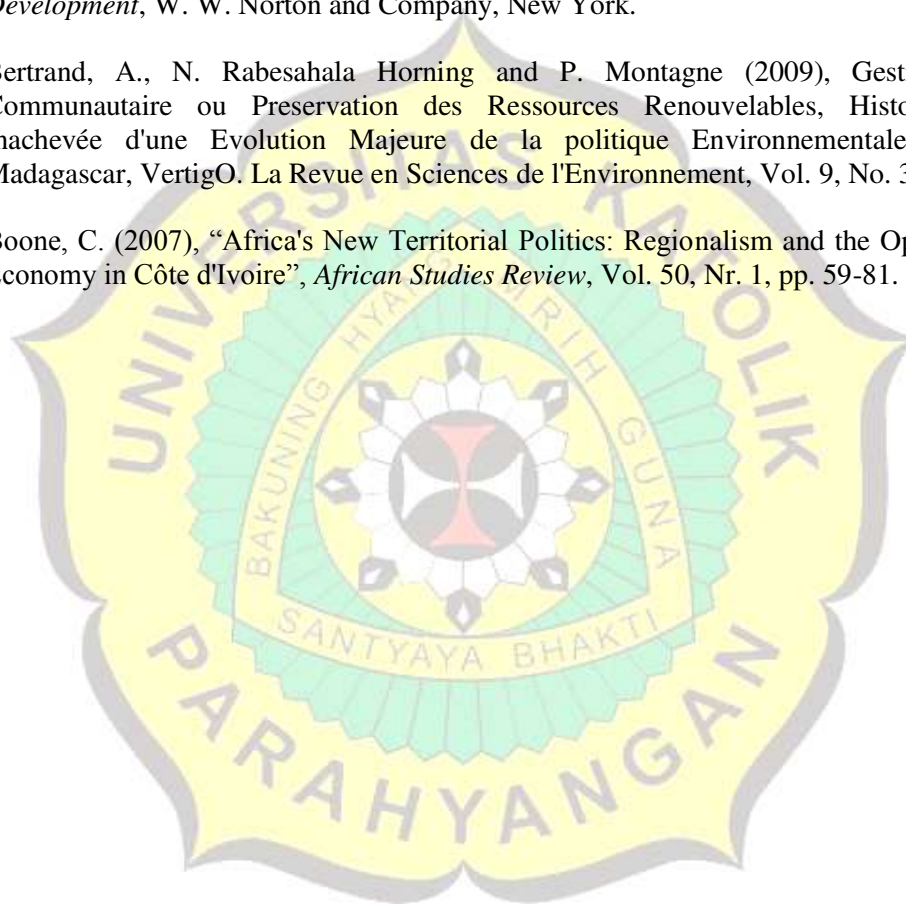 Development, W. W. Norton and Company, New York.
Bertrand, A., N. Rabesahala Horning and P. Montagne (2009), Gest
Communautaire ou Preservation des Ressources Renouvelables, Histo
nachevée d'une Evolution Majeure de la politique Environnementale
Madagascar, VertigO. La Revue en Sciences de l'Environnement, Vol. 9, No. 3
Boone, C. (2007), “Africa's New Territorial Politics: Regionalism and the Op
Economy in Côte d'Ivoire”, African Studies Review, Vol. 50, Nr. 1, pp. 59-81.
UNIVERSITAS KATOLIK
BAKUNING HYANG MRIH GUNA
SANTYAYA BHAKTI
PARAHYANGAN